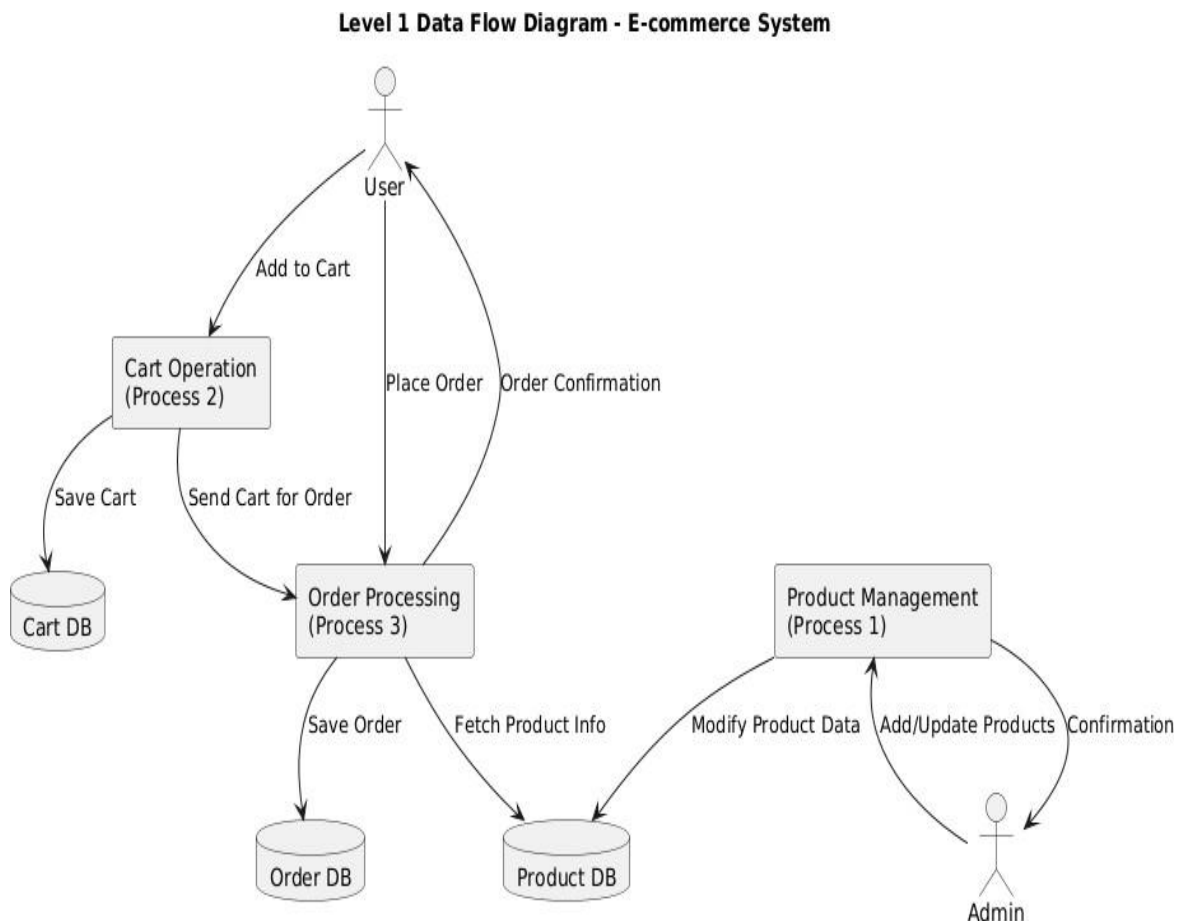 Level 1 Data Flow Diagram - E-commerce System
User
Add to Cart
Cart Operation
(Process 2)
Place Order
Order Confirmation
Save Cart
Send Cart for Order
Cart DB
Order Processing
(Process 3)
Product Management
(Process 1)
Save Order
Fetch Product Info
Modify Product Data
Add/Update Products
Confirmation
Order DB
Product DB
Admin